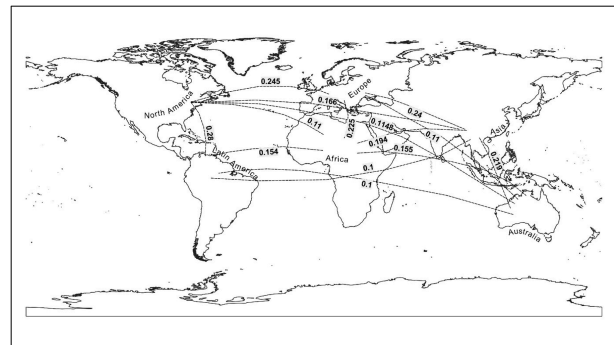 0.245
Europe
North America
0.166
0.24
0.225
0.11
0.1148
0.11
Asia
0.28
0.194
0.154
0.155
0.219
Latin America
Africa
0.1
0.1
Australia